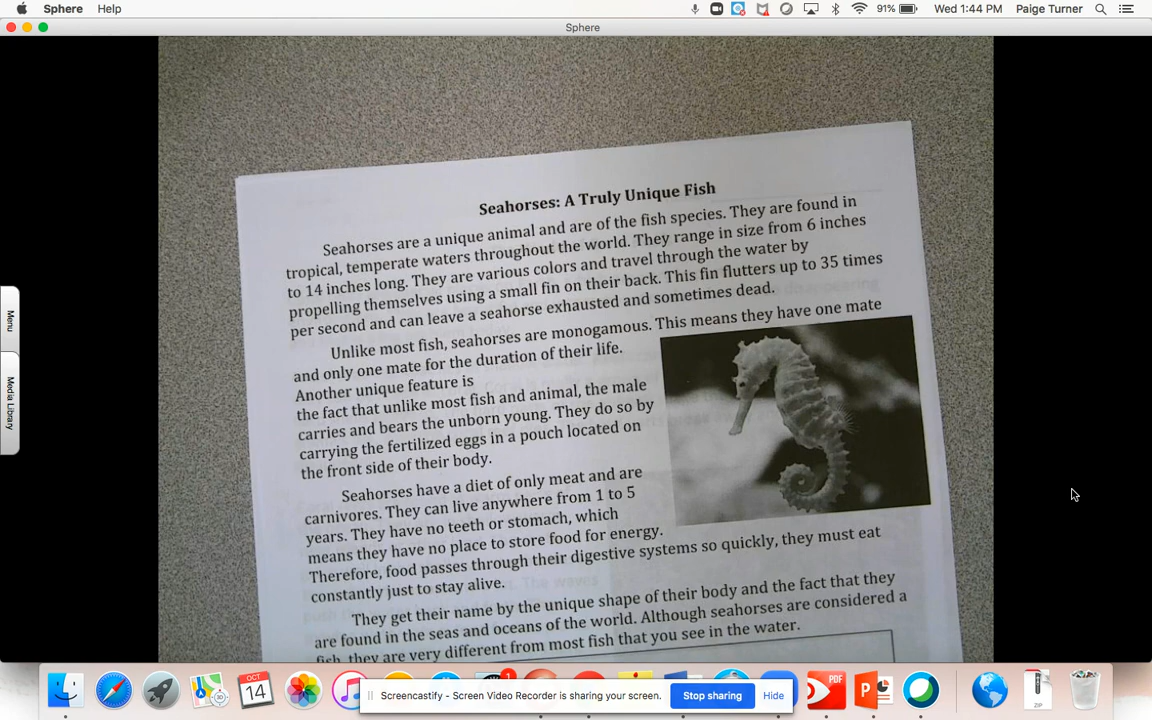 Sphere Help 91% Wed 1:44 PM Paige Turner
Sphere
Menu
Media Library
Seahorses: A Truly Unique Fish
Seahorses are a unique animal and are of the fish species. They are found in
tropical, temperate waters throughout the world. They range in size from 6 inches
to 14 inches long. They are various colors and travel through the water by
propelling themselves using a small fin on their back. This fin flutters up to 35 times
per second and can leave a seahorse exhausted and sometimes dead.
Unlike most fish, seahorses are monogamous. This means they have one mate
and only one mate for the duration of their life.
Another unique feature is
the fact that unlike most fish and animal, the male
carries and bears the unborn young. They do so by
carrying the fertilized eggs in a pouch located on
the front side of their body.
Seahorses have a diet of only meat and are
carnivores. They can live anywhere from 1 to 5
years. They have no teeth or stomach, which
means they have no place to store food for energy.
Therefore, food passes through their digestive systems so quickly, they must eat
constantly just to stay alive.
They get their name by the unique shape of their body and the fact that they
are found in the seas and oceans of the world. Although seahorses are considered a
fish, they are very different from most fish that you see in the water.
OCT
14
1
Screencastify - Screen Video Recorder is sharing your screen. Stop sharing Hide
PDF
P
ZIP